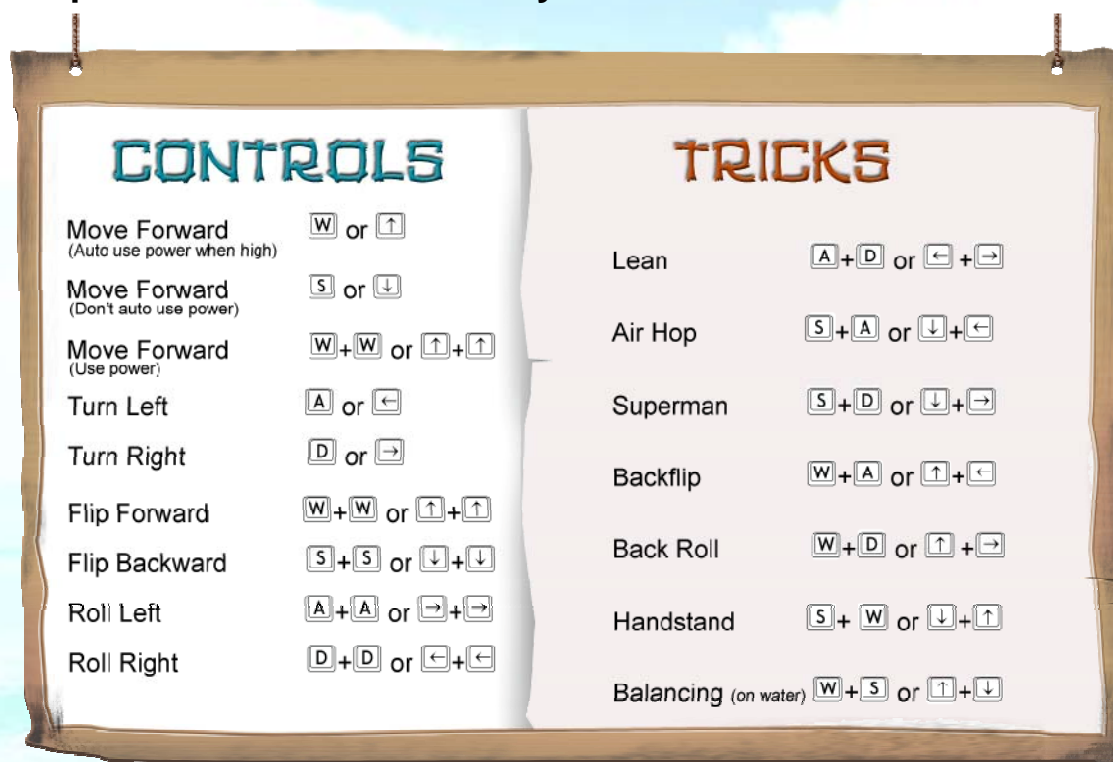 CONTROLS
Move Forward W or ↑
(Auto use power when high)
Move Forward S or ↓
(Don't auto use power)
Move Forward W+W or ↑+↑
(Use power)
Turn Left A or ←
Turn Right D or →
Flip Forward W+W or ↑+↑
Flip Backward S+S or ↓+↓
Roll Left A+A or →+→
Roll Right D+D or ←+←
TRICKS
Lean A+D or ← +→
Air Hop S+A or ↓+←
Superman S+D or ↓+→
Backflip W+A or ↑+←
Back Roll W+D or ↑ +→
Handstand S+ W or ↓+↑
Balancing (on water) W+S or ↑+↓